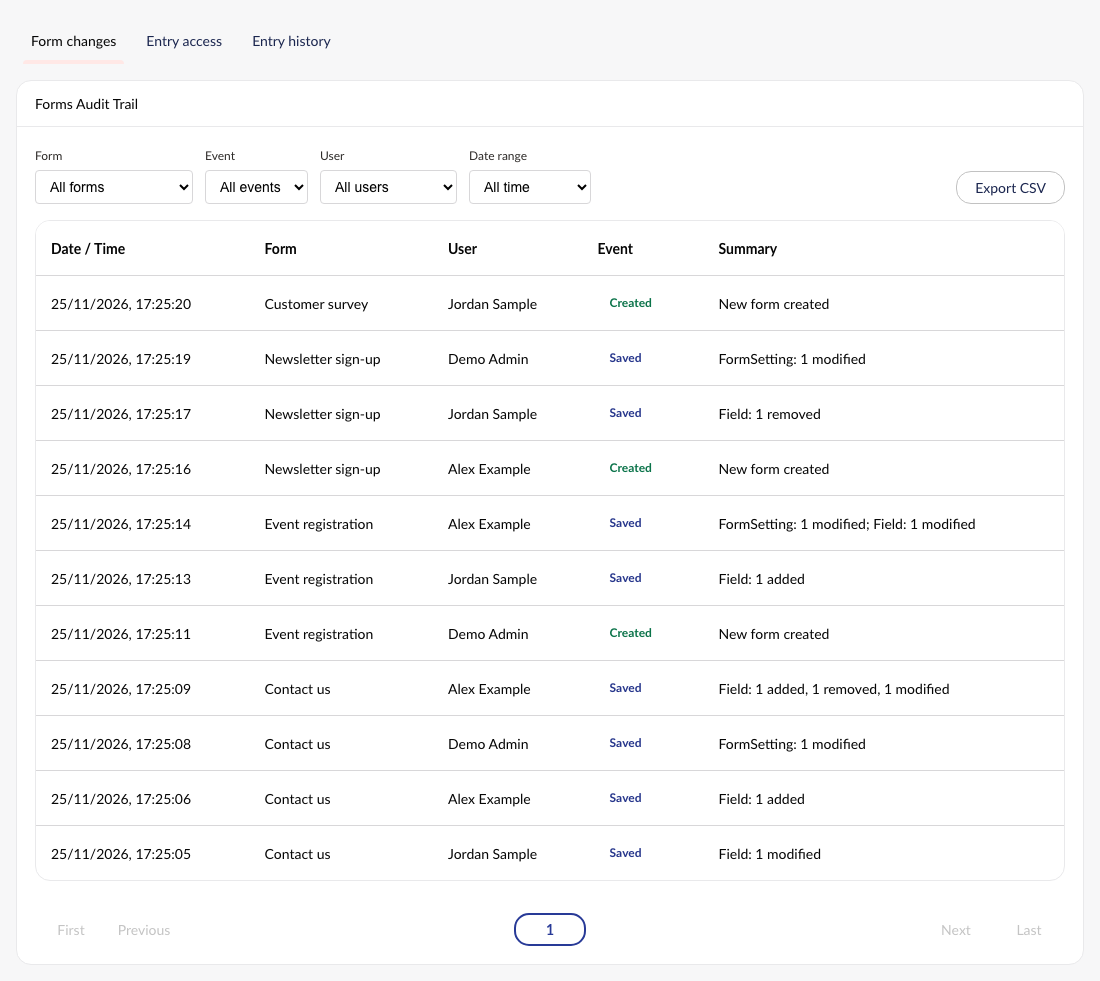 Form changes Entry access Entry history
Forms Audit Trail
Form Event User Date range
All forms All events All users All time Export CSV
Date / Time Form User Event Summary
25/11/2026, 17:25:20 Customer survey Jordan Sample Created New form created
25/11/2026, 17:25:19 Newsletter sign-up Demo Admin Saved FormSetting: 1 modified
25/11/2026, 17:25:17 Newsletter sign-up Jordan Sample Saved Field: 1 removed
25/11/2026, 17:25:16 Newsletter sign-up Alex Example Created New form created
25/11/2026, 17:25:14 Event registration Alex Example Saved FormSetting: 1 modified; Field: 1 modified
25/11/2026, 17:25:13 Event registration Jordan Sample Saved Field: 1 added
25/11/2026, 17:25:11 Event registration Demo Admin Created New form created
25/11/2026, 17:25:09 Contact us Alex Example Saved Field: 1 added, 1 removed, 1 modified
25/11/2026, 17:25:08 Contact us Demo Admin Saved FormSetting: 1 modified
25/11/2026, 17:25:06 Contact us Alex Example Saved Field: 1 added
25/11/2026, 17:25:05 Contact us Jordan Sample Saved Field: 1 modified
First Previous 1 Next Last